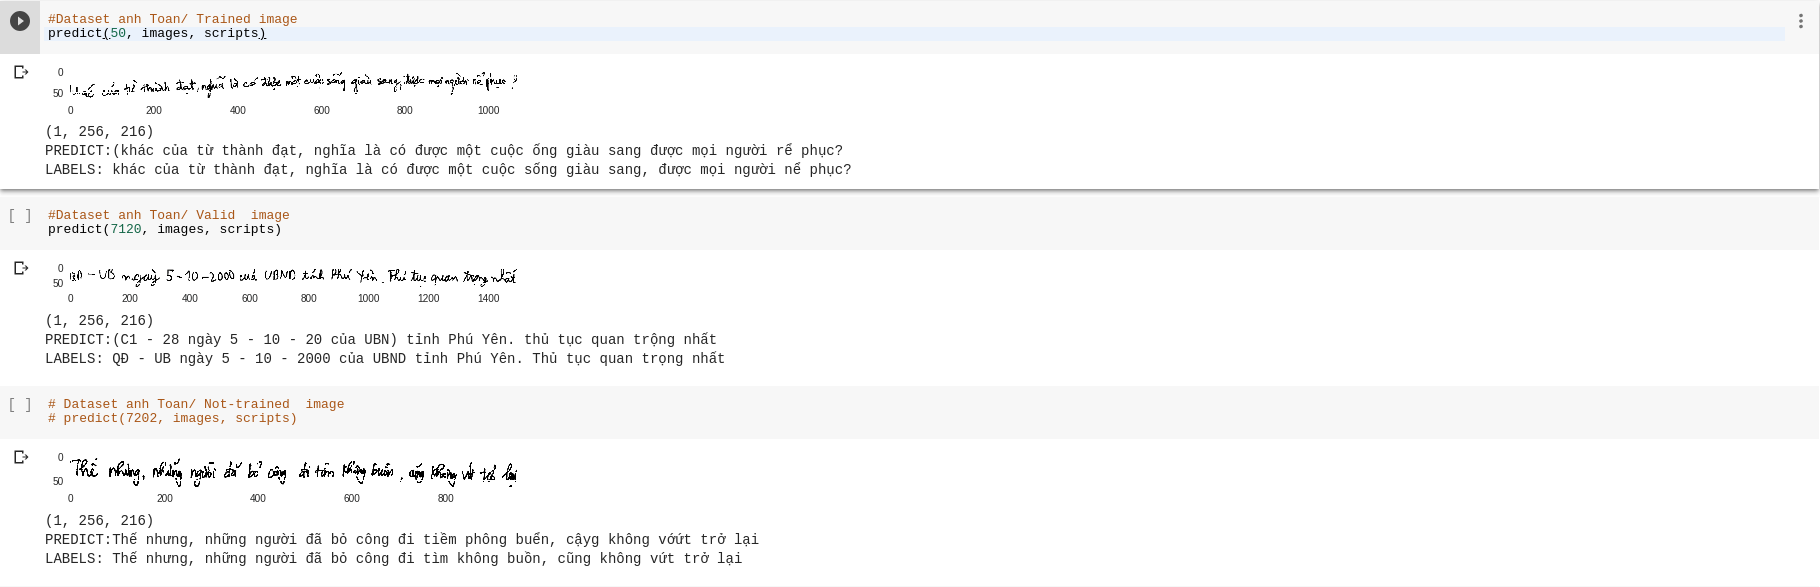 #Dataset anh Toan/ Trained image
predict(50, images, scripts)
0
50
khác của từ thành đạt, nghĩa là có được một cuộc sống giàu sang, được mọi người nể phục ?
0 200 400 600 800 1000
(1, 256, 216)
PREDICT:(khác của từ thành đạt, nghĩa là có được một cuộc ống giàu sang được mọi người rể phục?
LABELS: khác của từ thành đạt, nghĩa là có được một cuộc sống giàu sang, được mọi người nể phục?
[ ] #Dataset anh Toan/ Valid  image
predict(7120, images, scripts)
0
50
QĐ - UB ngày 5 - 10 - 2000 của UBND tỉnh Phú Yên. Thủ tục quan trọng nhất
0 200 400 600 800 1000 1200 1400
(1, 256, 216)
PREDICT:(C1 - 28 ngày 5 - 10 - 20 của UBN) tỉnh Phú Yên. thủ tục quan trộng nhất
LABELS: QĐ - UB ngày 5 - 10 - 2000 của UBND tỉnh Phú Yên. Thủ tục quan trọng nhất
[ ] # Dataset anh Toan/ Not-trained  image
# predict(7202, images, scripts)
0
50
Thế nhưng, những người đã bỏ công đi tìm không buồn, cũng không vứt trở lại
0 200 400 600 800
(1, 256, 216)
PREDICT:Thế nhưng, những người đã bỏ công đi tiềm phông buển, cậyg không vớứt trở lại
LABELS: Thế nhưng, những người đã bỏ công đi tìm không buồn, cũng không vứt trở lại